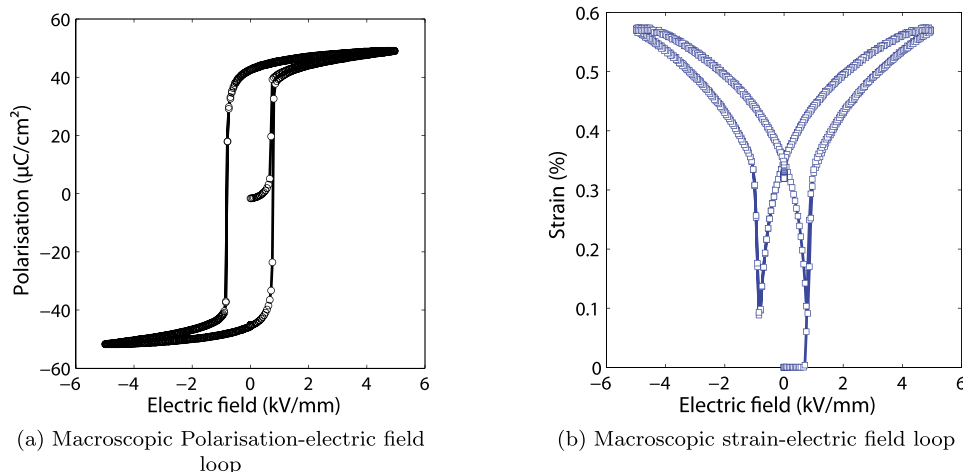 60
40
20
0
−20
−40
−60
Polarisation (µC/cm²)
−6 −4 −2 0 2 4 6
Electric field (kV/mm)
(a) Macroscopic Polarisation-electric field
loop
0.6
0.5
0.4
0.3
0.2
0.1
0
Strain (%)
−6 −4 −2 0 2 4 6
Electric field (kV/mm)
(b) Macroscopic strain-electric field loop